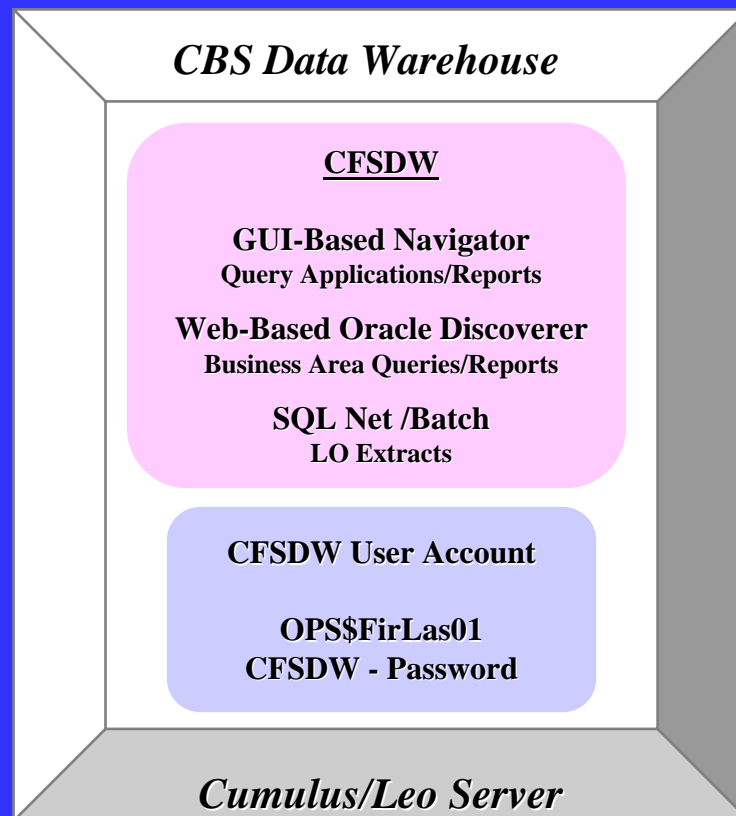 CBS Data Warehouse
CFSDW
GUI-Based Navigator
Query Applications/Reports
Web-Based Oracle Discoverer
Business Area Queries/Reports
SQL Net /Batch
LO Extracts
CFSDW User Account
OPS$FirLas01
CFSDW - Password
Cumulus/Leo Server